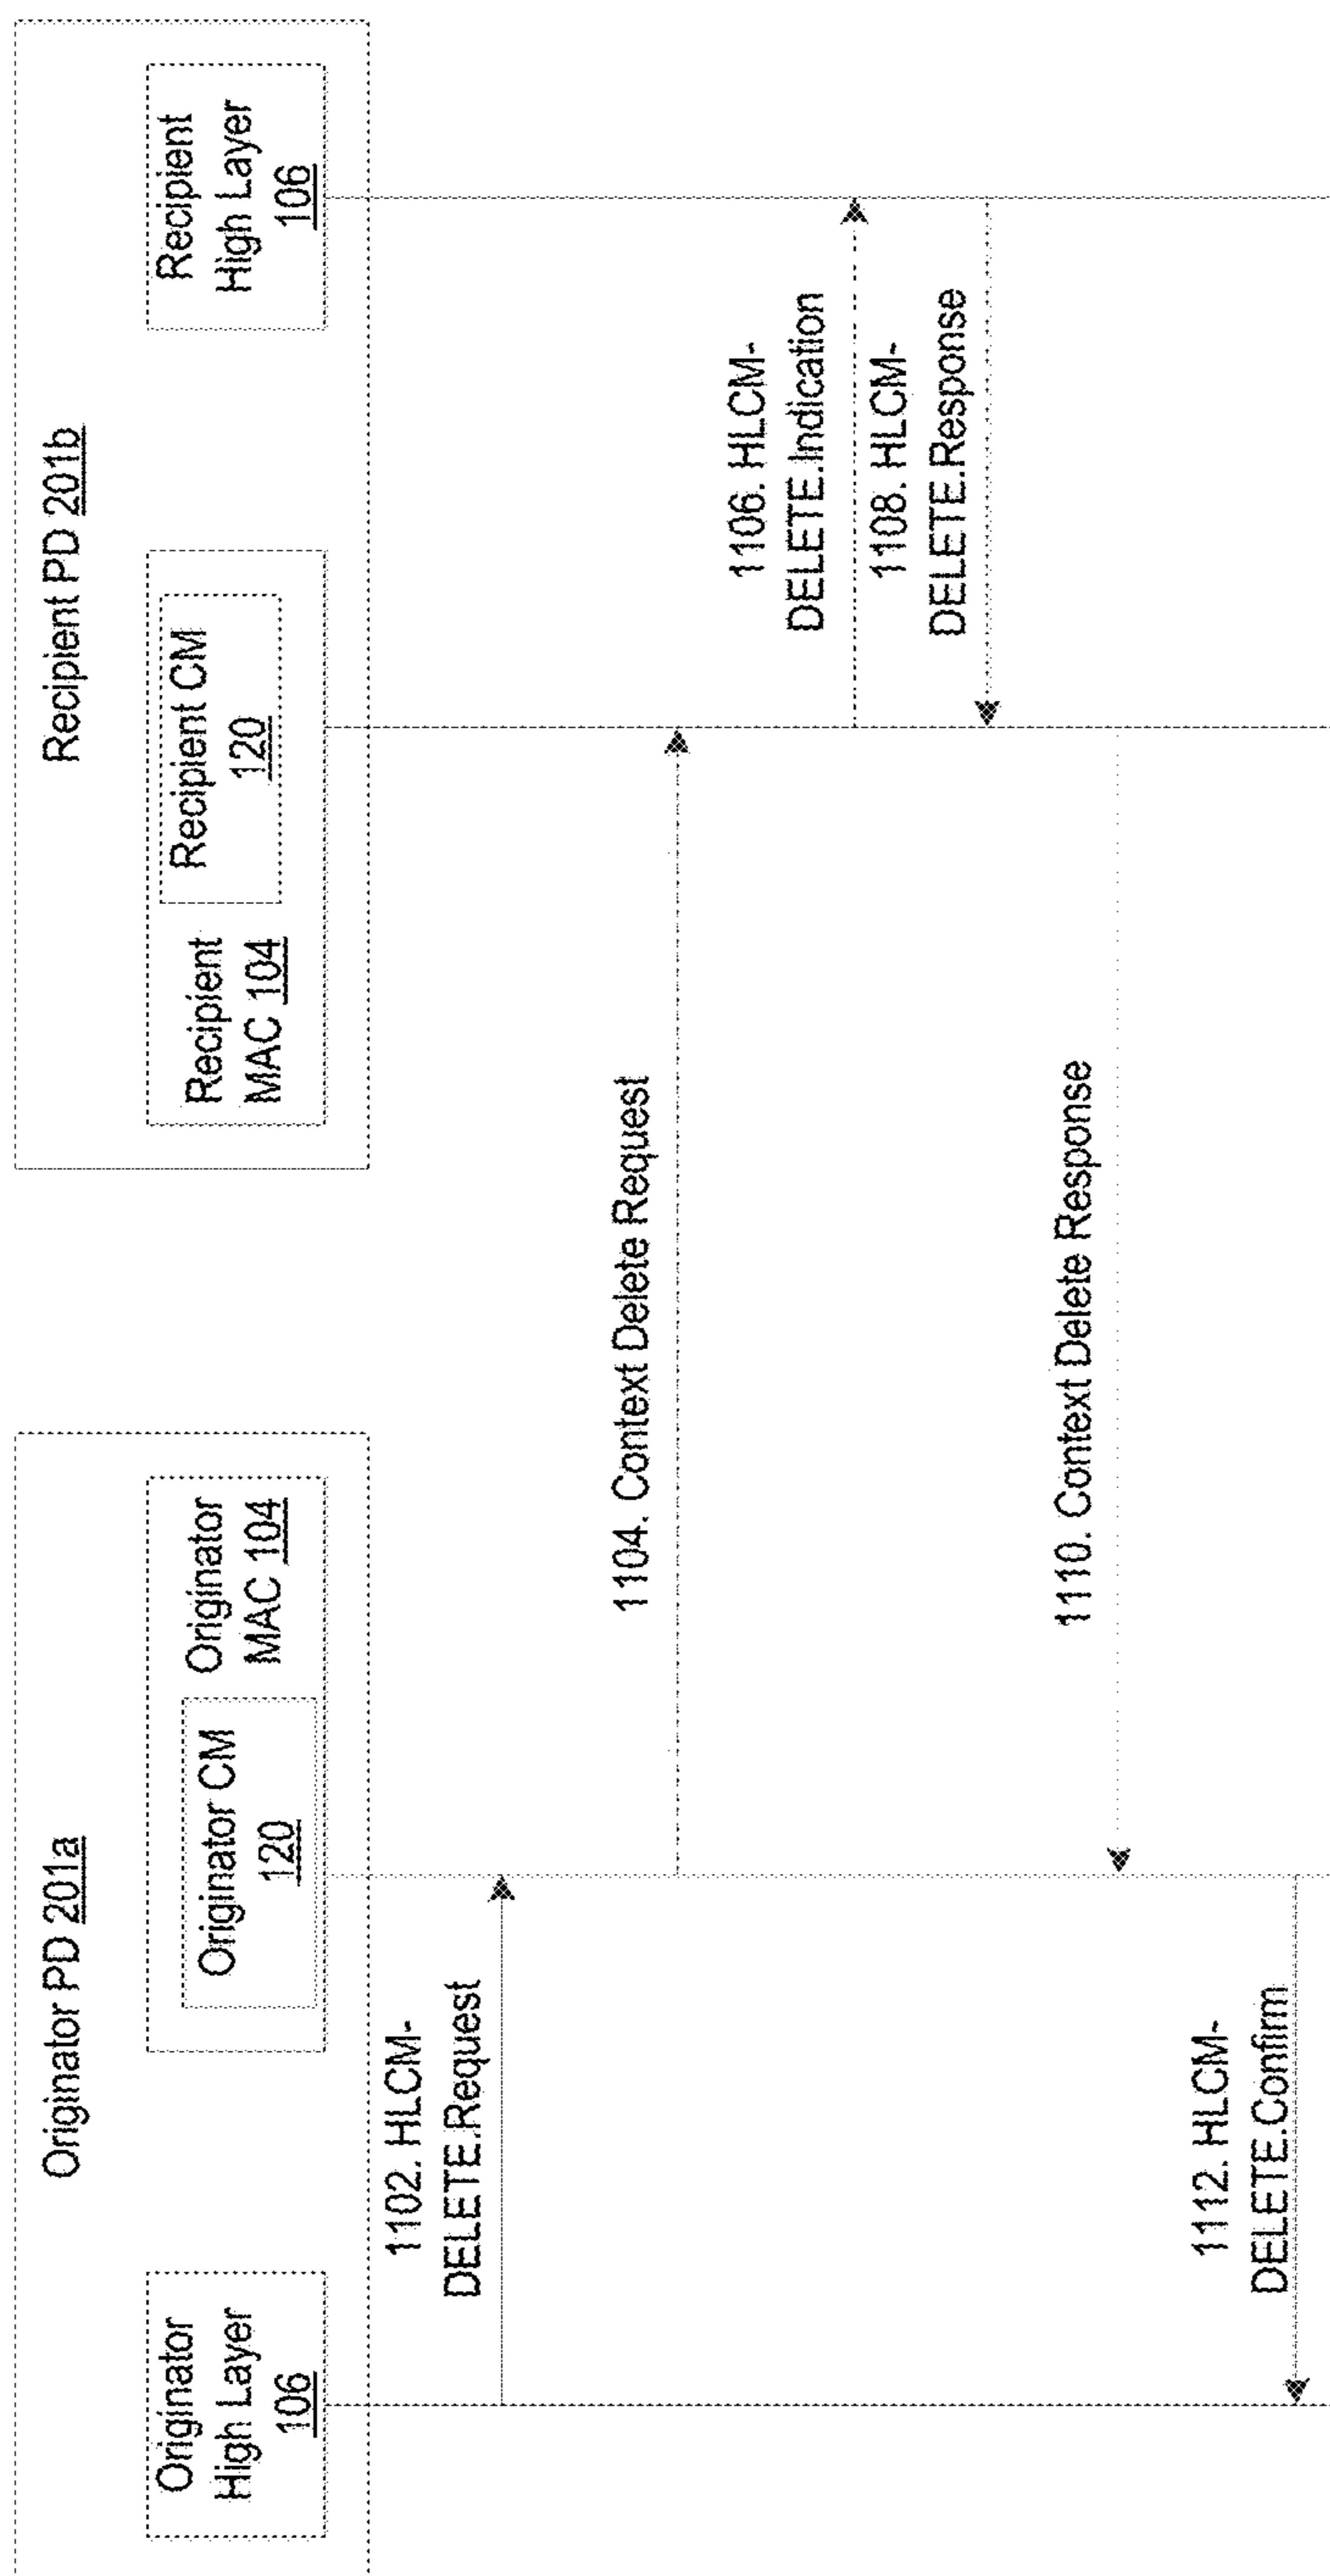 Originator PD 201a
Originator
High Layer
106
Originator CM
120
Originator
MAC 104
Recipient PD 201b
Recipient
MAC 104
Recipient CM
120
Recipient
High Layer
106
1102. HLCM-
DELETE.Request
1104. Context Delete Request
1106. HLCM-
DELETE.Indication
1108. HLCM-
DELETE.Response
1110. Context Delete Response
1112. HLCM-
DELETE.Confirm